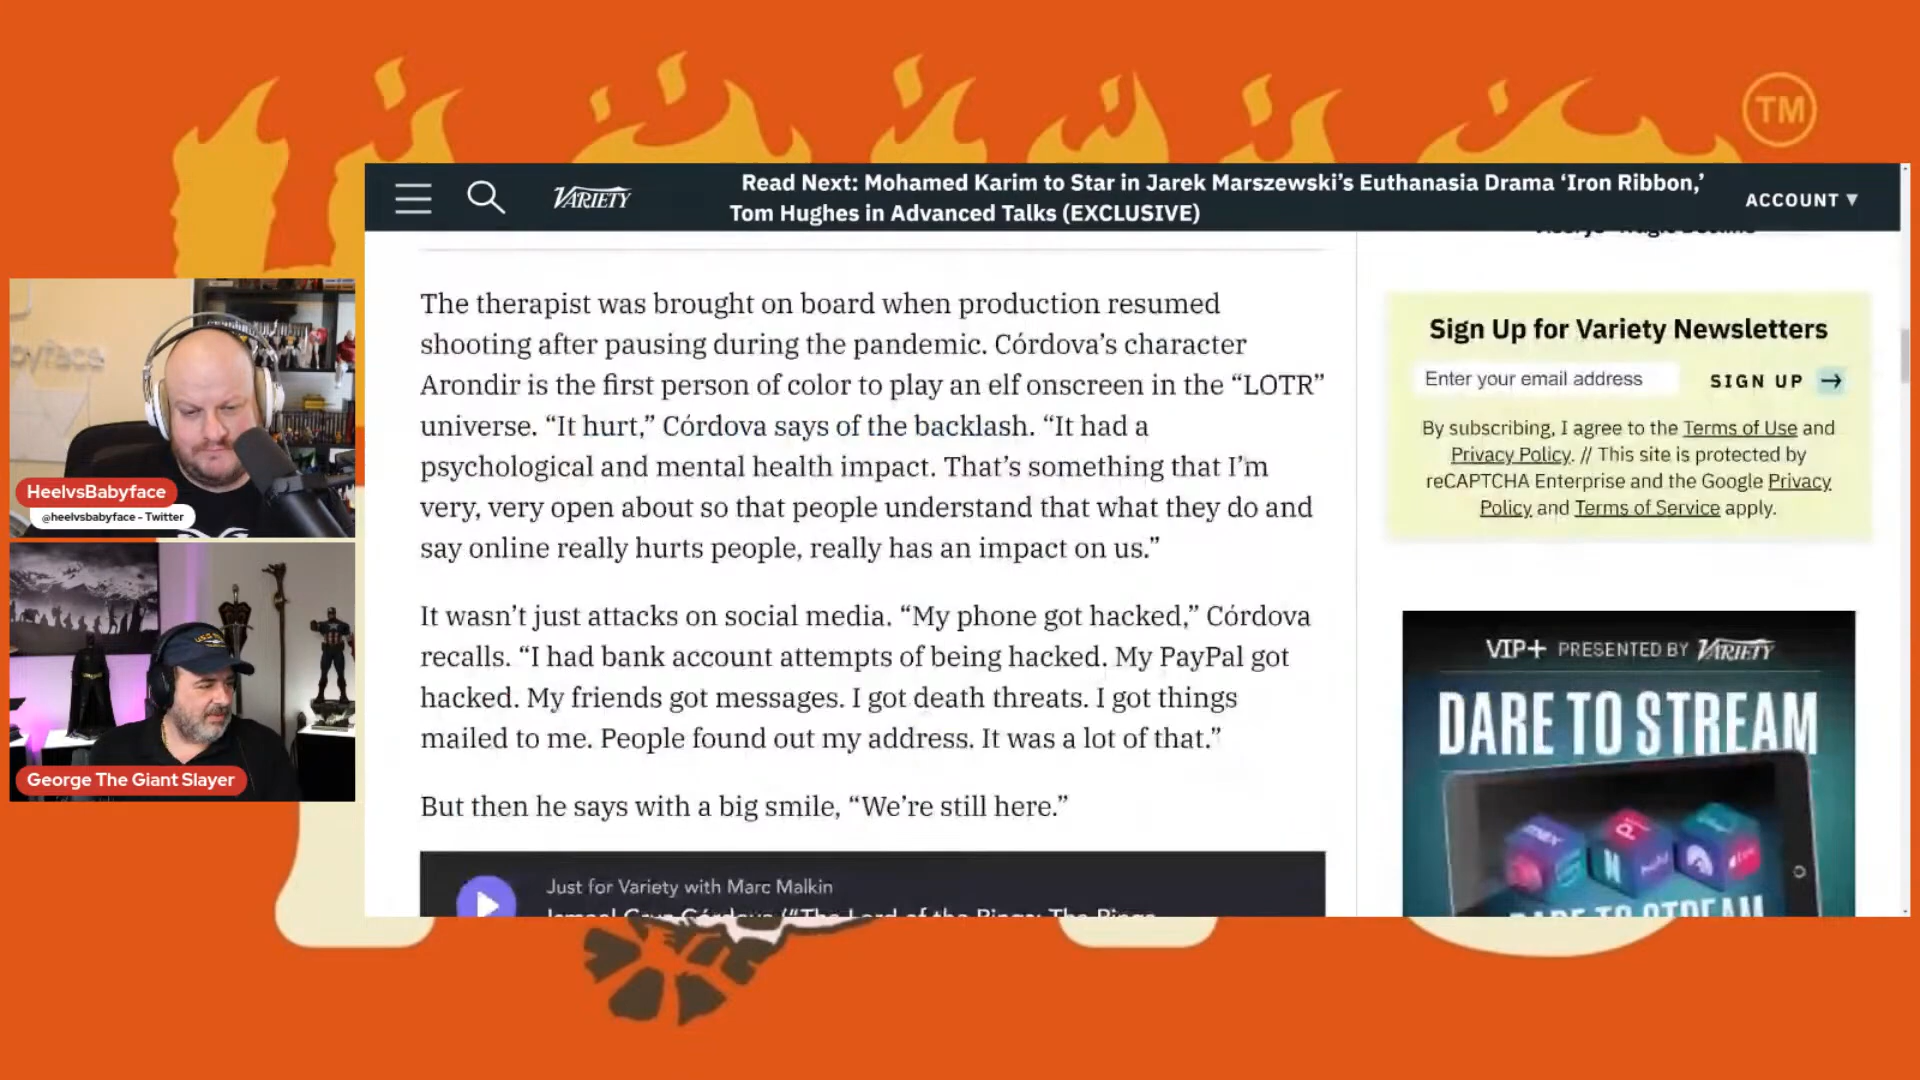 TM
VARIETY
Read Next: Mohamed Karim to Star in Jarek Marszewski’s Euthanasia Drama ‘Iron Ribbon,’
Tom Hughes in Advanced Talks (EXCLUSIVE)
ACCOUNT ▼
The therapist was brought on board when production resumed
shooting after pausing during the pandemic. Córdova’s character
Arondir is the first person of color to play an elf onscreen in the “LOTR”
universe. “It hurt,” Córdova says of the backlash. “It had a
psychological and mental health impact. That’s something that I’m
very, very open about so that people understand that what they do and
say online really hurts people, really has an impact on us.”
It wasn’t just attacks on social media. “My phone got hacked,” Córdova
recalls. “I had bank account attempts of being hacked. My PayPal got
hacked. My friends got messages. I got death threats. I got things
mailed to me. People found out my address. It was a lot of that.”
But then he says with a big smile, “We’re still here.”
Just for Variety with Marc Malkin
Sign Up for Variety Newsletters
Enter your email address
SIGN UP →
By subscribing, I agree to the Terms of Use and
Privacy Policy. // This site is protected by
reCAPTCHA Enterprise and the Google Privacy
Policy and Terms of Service apply.
VIP+ PRESENTED BY VARIETY
DARE TO STREAM
DARE TO STREAM
HeelvsBabyface
@heelvsbabyface - Twitter
George The Giant Slayer